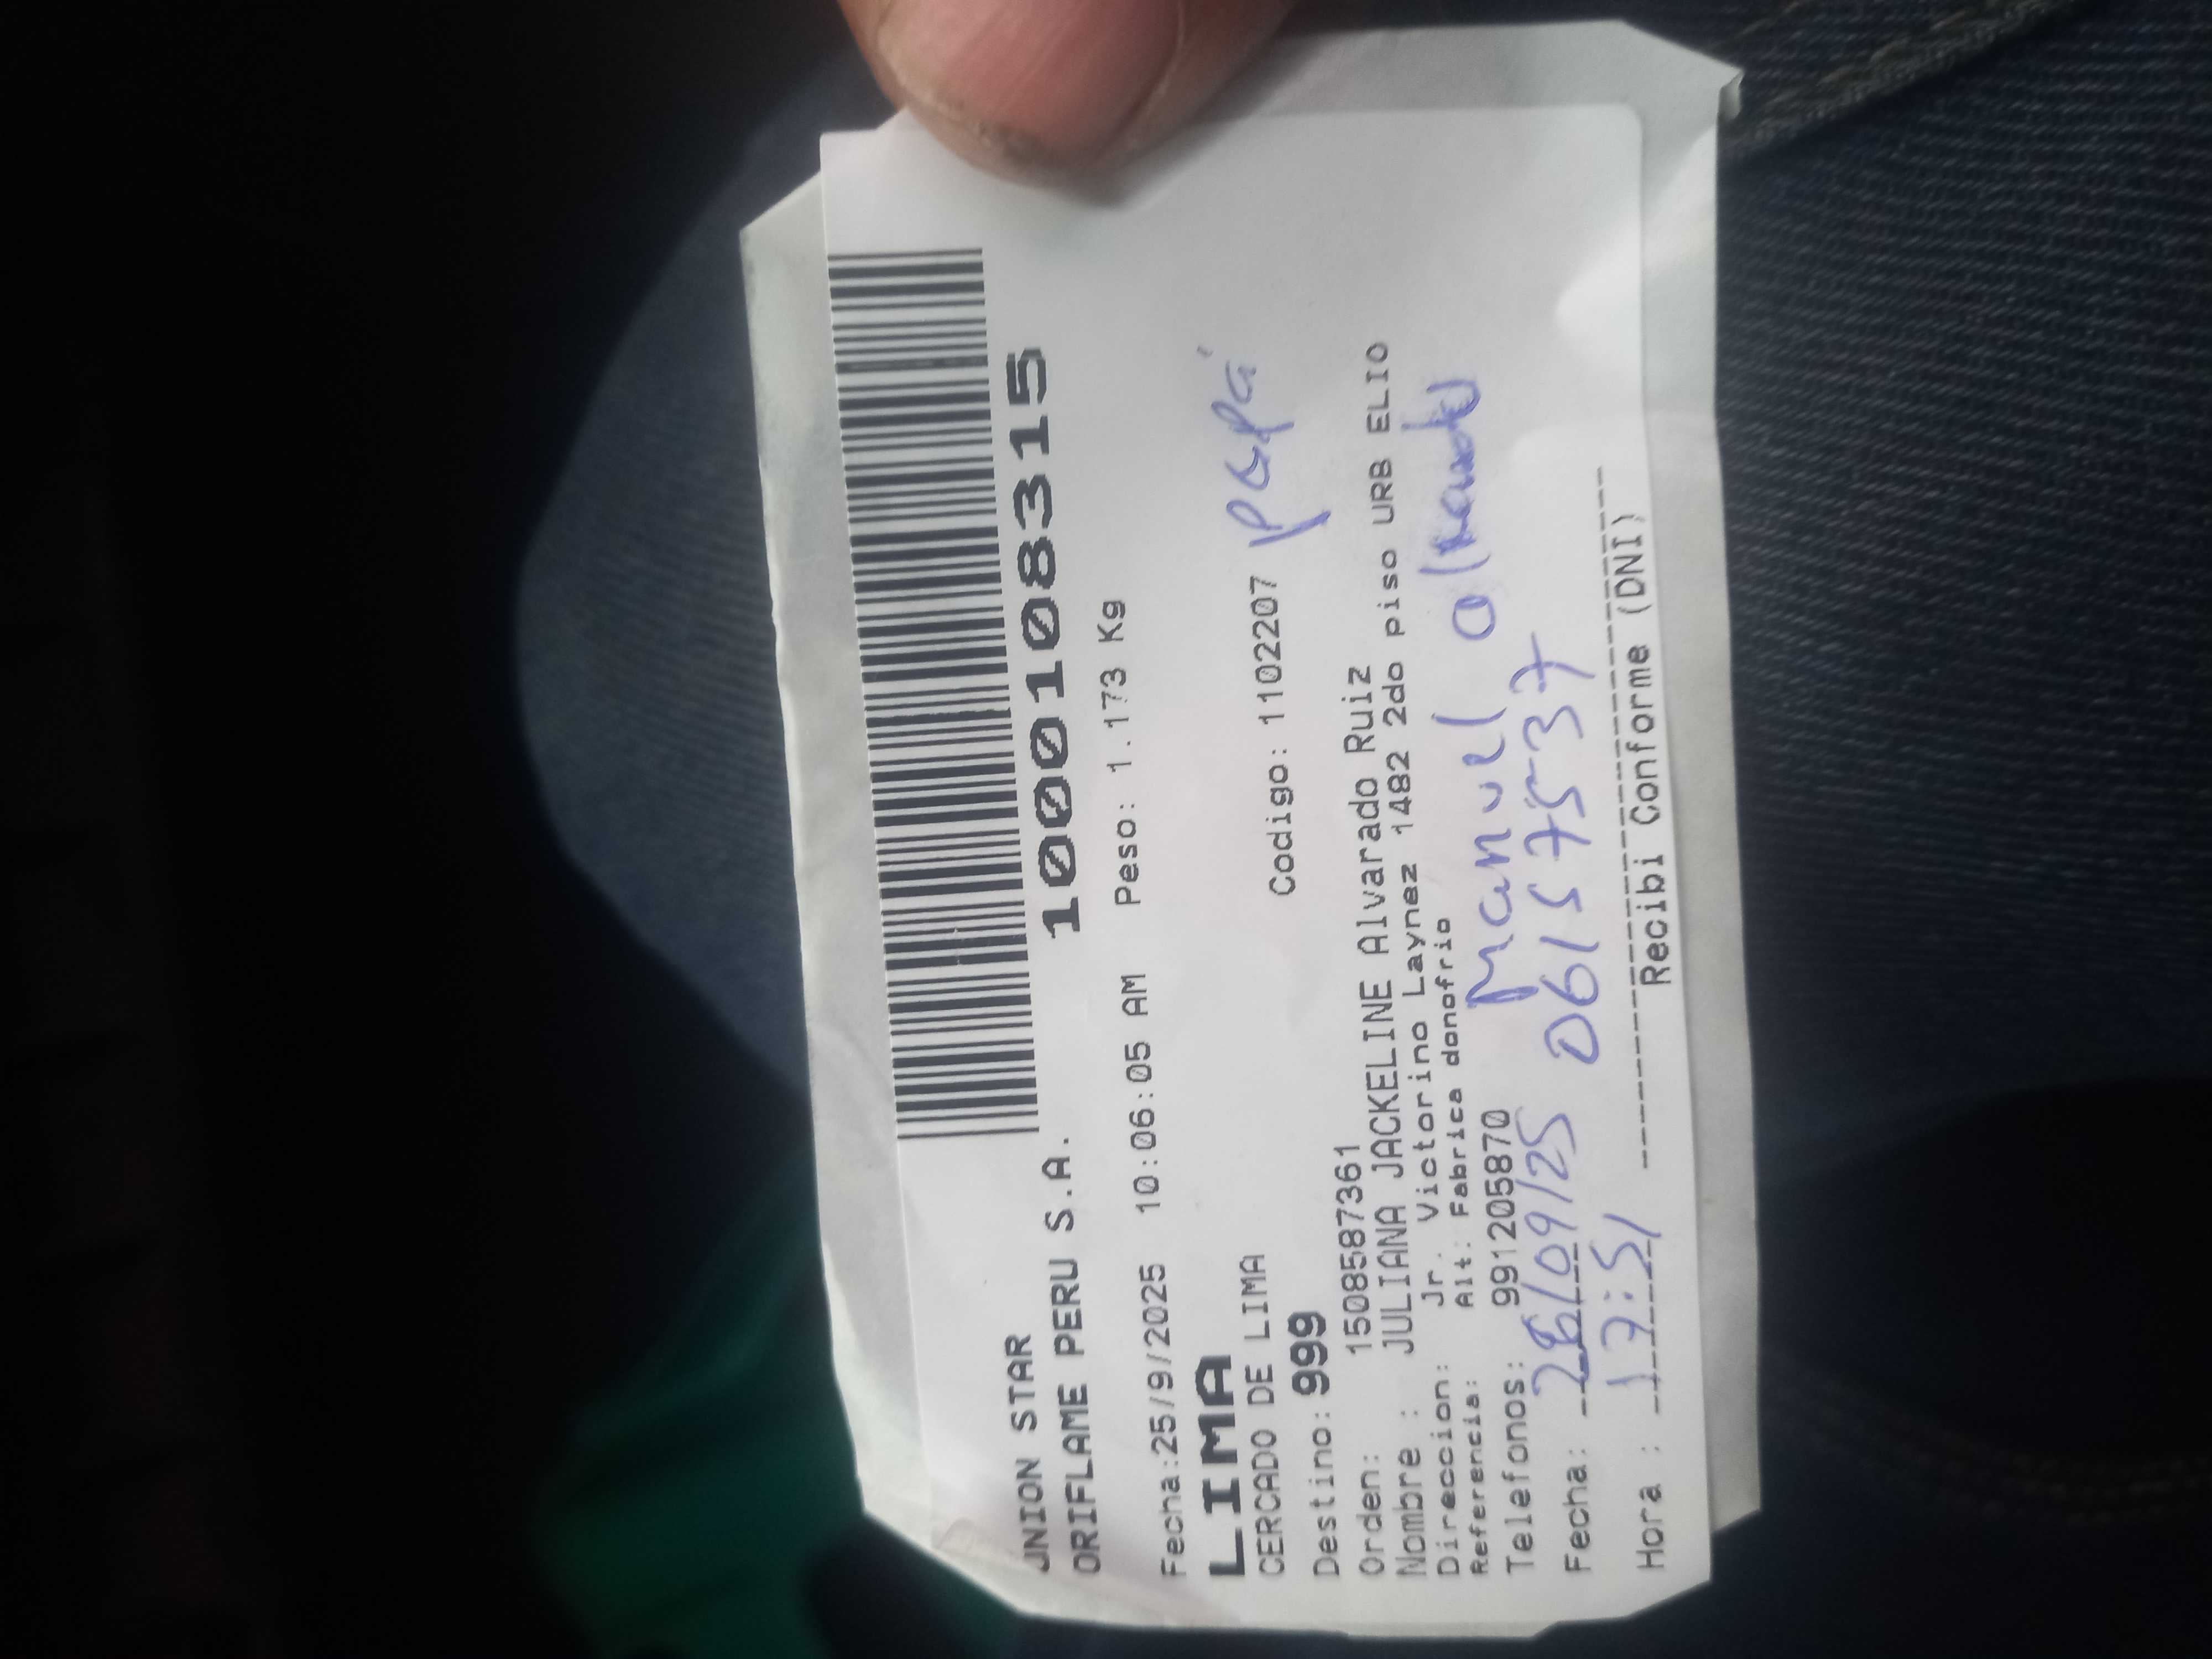 UNION STAR
ORIFLAME PERU S.A.
1000108315
Fecha:25/9/2025 10:06:05 AM Peso: 1.173 Kg
LIMA
CERCADO DE LIMA
Destino: 999 Codigo: 1102207 papá
Orden: 1508587361
Nombre : JULIANA JACKELINE Alvarado Ruiz
Direccion: Jr. Victorino Laynez 1482 2do piso URB ELIO
Referencia: Alt: Fabrica donofrio
Telefonos: 991205870 Manuel
Fecha: 26/09/25 06157537
Hora : 17:51
Recibi Conforme (DNI)